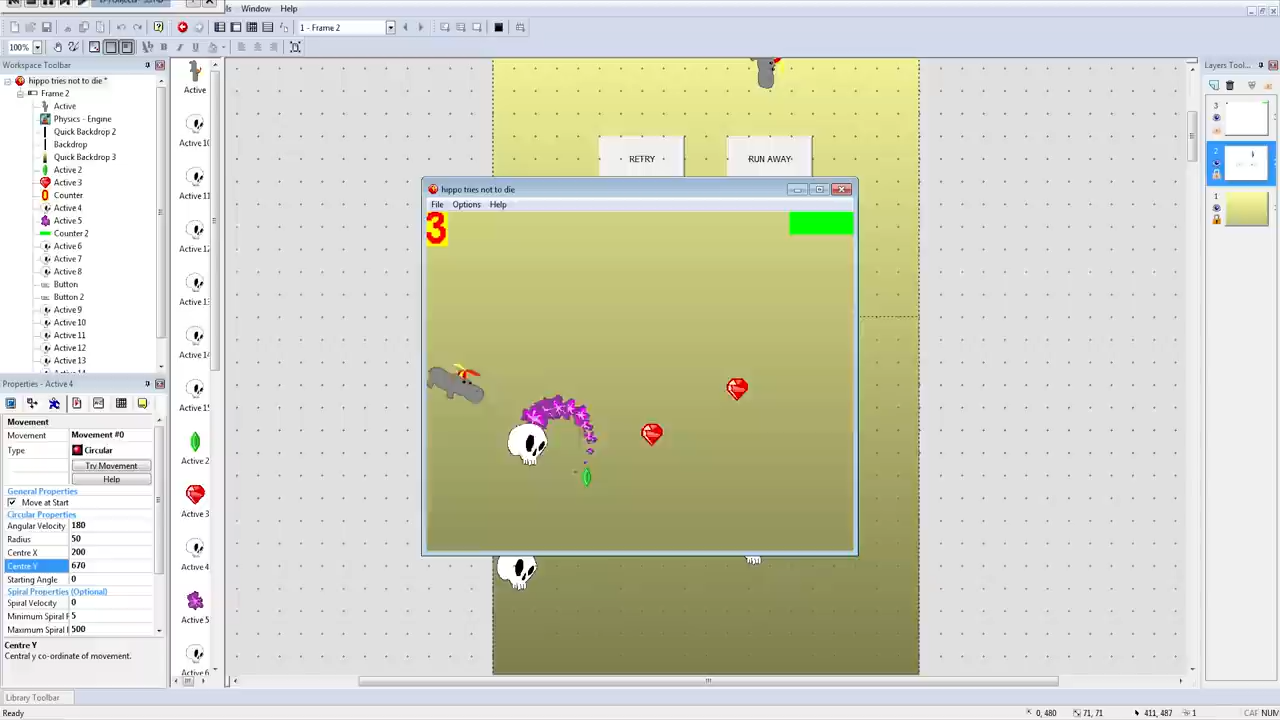 Window Help
1 - Frame 2
100%
Workspace Toolbar
hippo tries not to die *
Frame 2
Active
Physics - Engine
Quick Backdrop 2
Backdrop
Quick Backdrop 3
Active 2
Active 3
Counter
Active 4
Active 5
Counter 2
Active 6
Active 7
Active 8
Button
Button 2
Active 9
Active 10
Active 11
Active 12
Active 13
Active
Active 10
Active 11
Active 12
Active 13
Active 14
Active 15
Active 2
Active 3
Active 4
Active 5
Active 6
Properties - Active 4
Movement
Movement Movement #0
Type Circular
Try Movement
Help
General Properties
Move at Start
Circular Properties
Angular Velocity 180
Radius 50
Centre X 200
Centre Y 670
Starting Angle 0
Spiral Properties (Optional)
Spiral Velocity 0
Minimum Spiral 5
Maximum Spiral 500
Centre Y
Central y co-ordinate of movement.
Library Toolbar
Ready
RETRY
RUN AWAY
hippo tries not to die
File Options Help
3
Layers Tool...
3
2
1
0, 480
71, 71
411, 487
1
CAF NUM